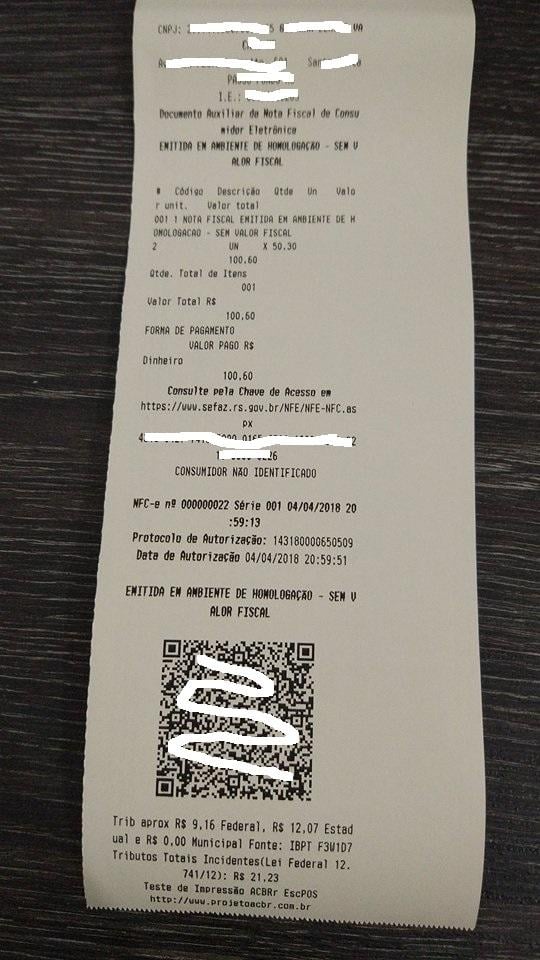 CNPJ:
I.E.:
Documento Auxiliar da Nota Fiscal de Consu
midor Eletrônica
EMITIDA EM AMBIENTE DE HOMOLOGAÇÃO - SEM V
ALOR FISCAL
# Código Descrição Qtde Un Valo
r unit. Valor total
001 1 NOTA FISCAL EMITIDA EM AMBIENTE DE H
OMOLOGACAO - SEM VALOR FISCAL
2 UN X 50,30
100,60
Qtde. Total de Itens
001
Valor Total R$
100,60
FORMA DE PAGAMENTO
VALOR PAGO R$
Dinheiro
100,60
Consulte pela Chave de Acesso em
https://www.sefaz.rs.gov.br/NFE/NFE-NFC.as
px
CONSUMIDOR NÃO IDENTIFICADO
NFC-e nº 000000022 Série 001 04/04/2018 20
:59:13
Protocolo de Autorização: 143180000650509
Data de Autorização 04/04/2018 20:59:51
EMITIDA EM AMBIENTE DE HOMOLOGAÇÃO - SEM V
ALOR FISCAL
Trib aprox R$ 9,16 Federal, R$ 12,07 Estad
ual e R$ 0,00 Municipal Fonte: IBPT F3W1D7
Tributos Totais Incidentes(Lei Federal 12.
741/12): R$ 21,23
Teste de Impressão ACBRr EscPOS
http://www.projetoacbr.com.br